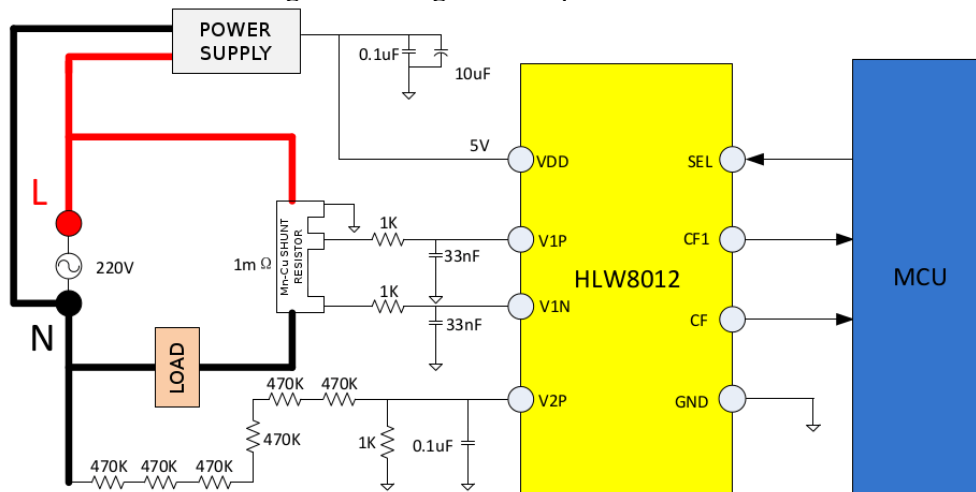 POWER
SUPPLY
0.1uF
10uF
5V
VDD
SEL
L
1K
1m Ω
Mn-Cu SHUNT
RESISTOR
V1P
33nF
CF1
220V
HLW8012
MCU
1K
V1N
33nF
CF
N
LOAD
470K
470K
V2P
GND
470K
1K
0.1uF
470K
470K
470K